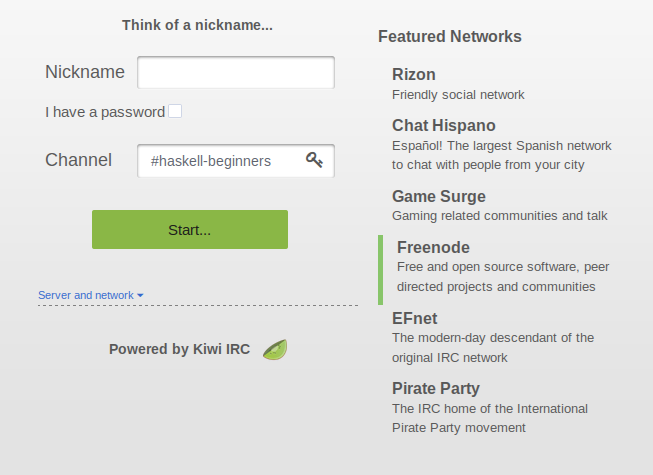 Think of a nickname...
Nickname
I have a password
Channel
#haskell-beginners
Start...
Server and network
Powered by Kiwi IRC
Featured Networks
Rizon
Friendly social network
Chat Hispano
Español! The largest Spanish network
to chat with people from your city
Game Surge
Gaming related communities and talk
Freenode
Free and open source software, peer
directed projects and communities
EFnet
The modern-day descendant of the
original IRC network
Pirate Party
The IRC home of the International
Pirate Party movement